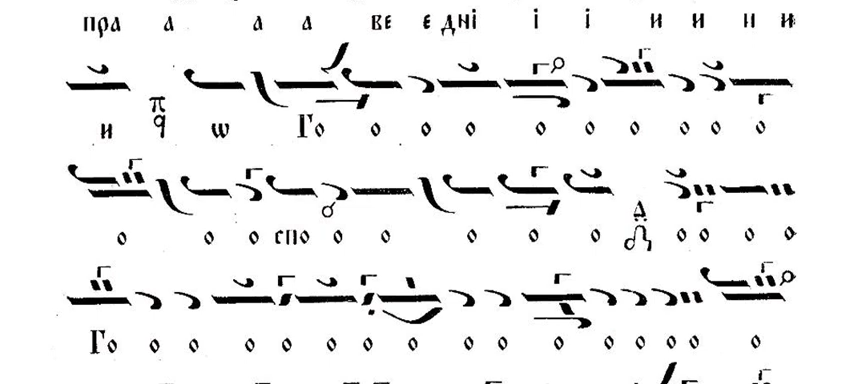 пра а а а ве е дні і і и и и и
и ѡ Го о о о о о о о о о
о о о спо о о о о о о о о о
Го о о о о о о о о о о о о о